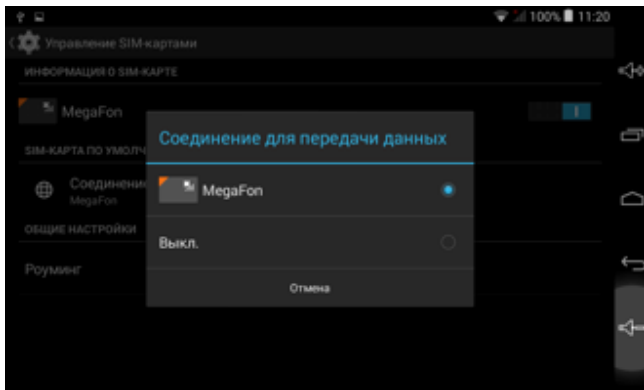 100% 11:20
Управление SIM-картами
ИНФОРМАЦИЯ О SIM-КАРТЕ
MegaFon
SIM-КАРТА ПО УМОЛЧ
Соединение
MegaFon
ОБЩИЕ НАСТРОЙКИ
Роуминг
Соединение для передачи данных
MegaFon
Выкл.
Отмена